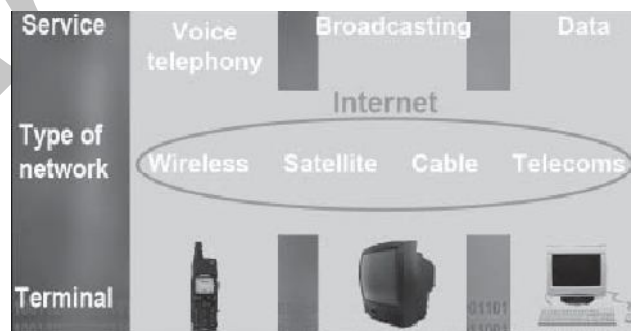 Service
Voice telephony
Broadcasting
Data
Internet
Type of network
Wireless Satellite Cable Telecoms
Terminal
01101